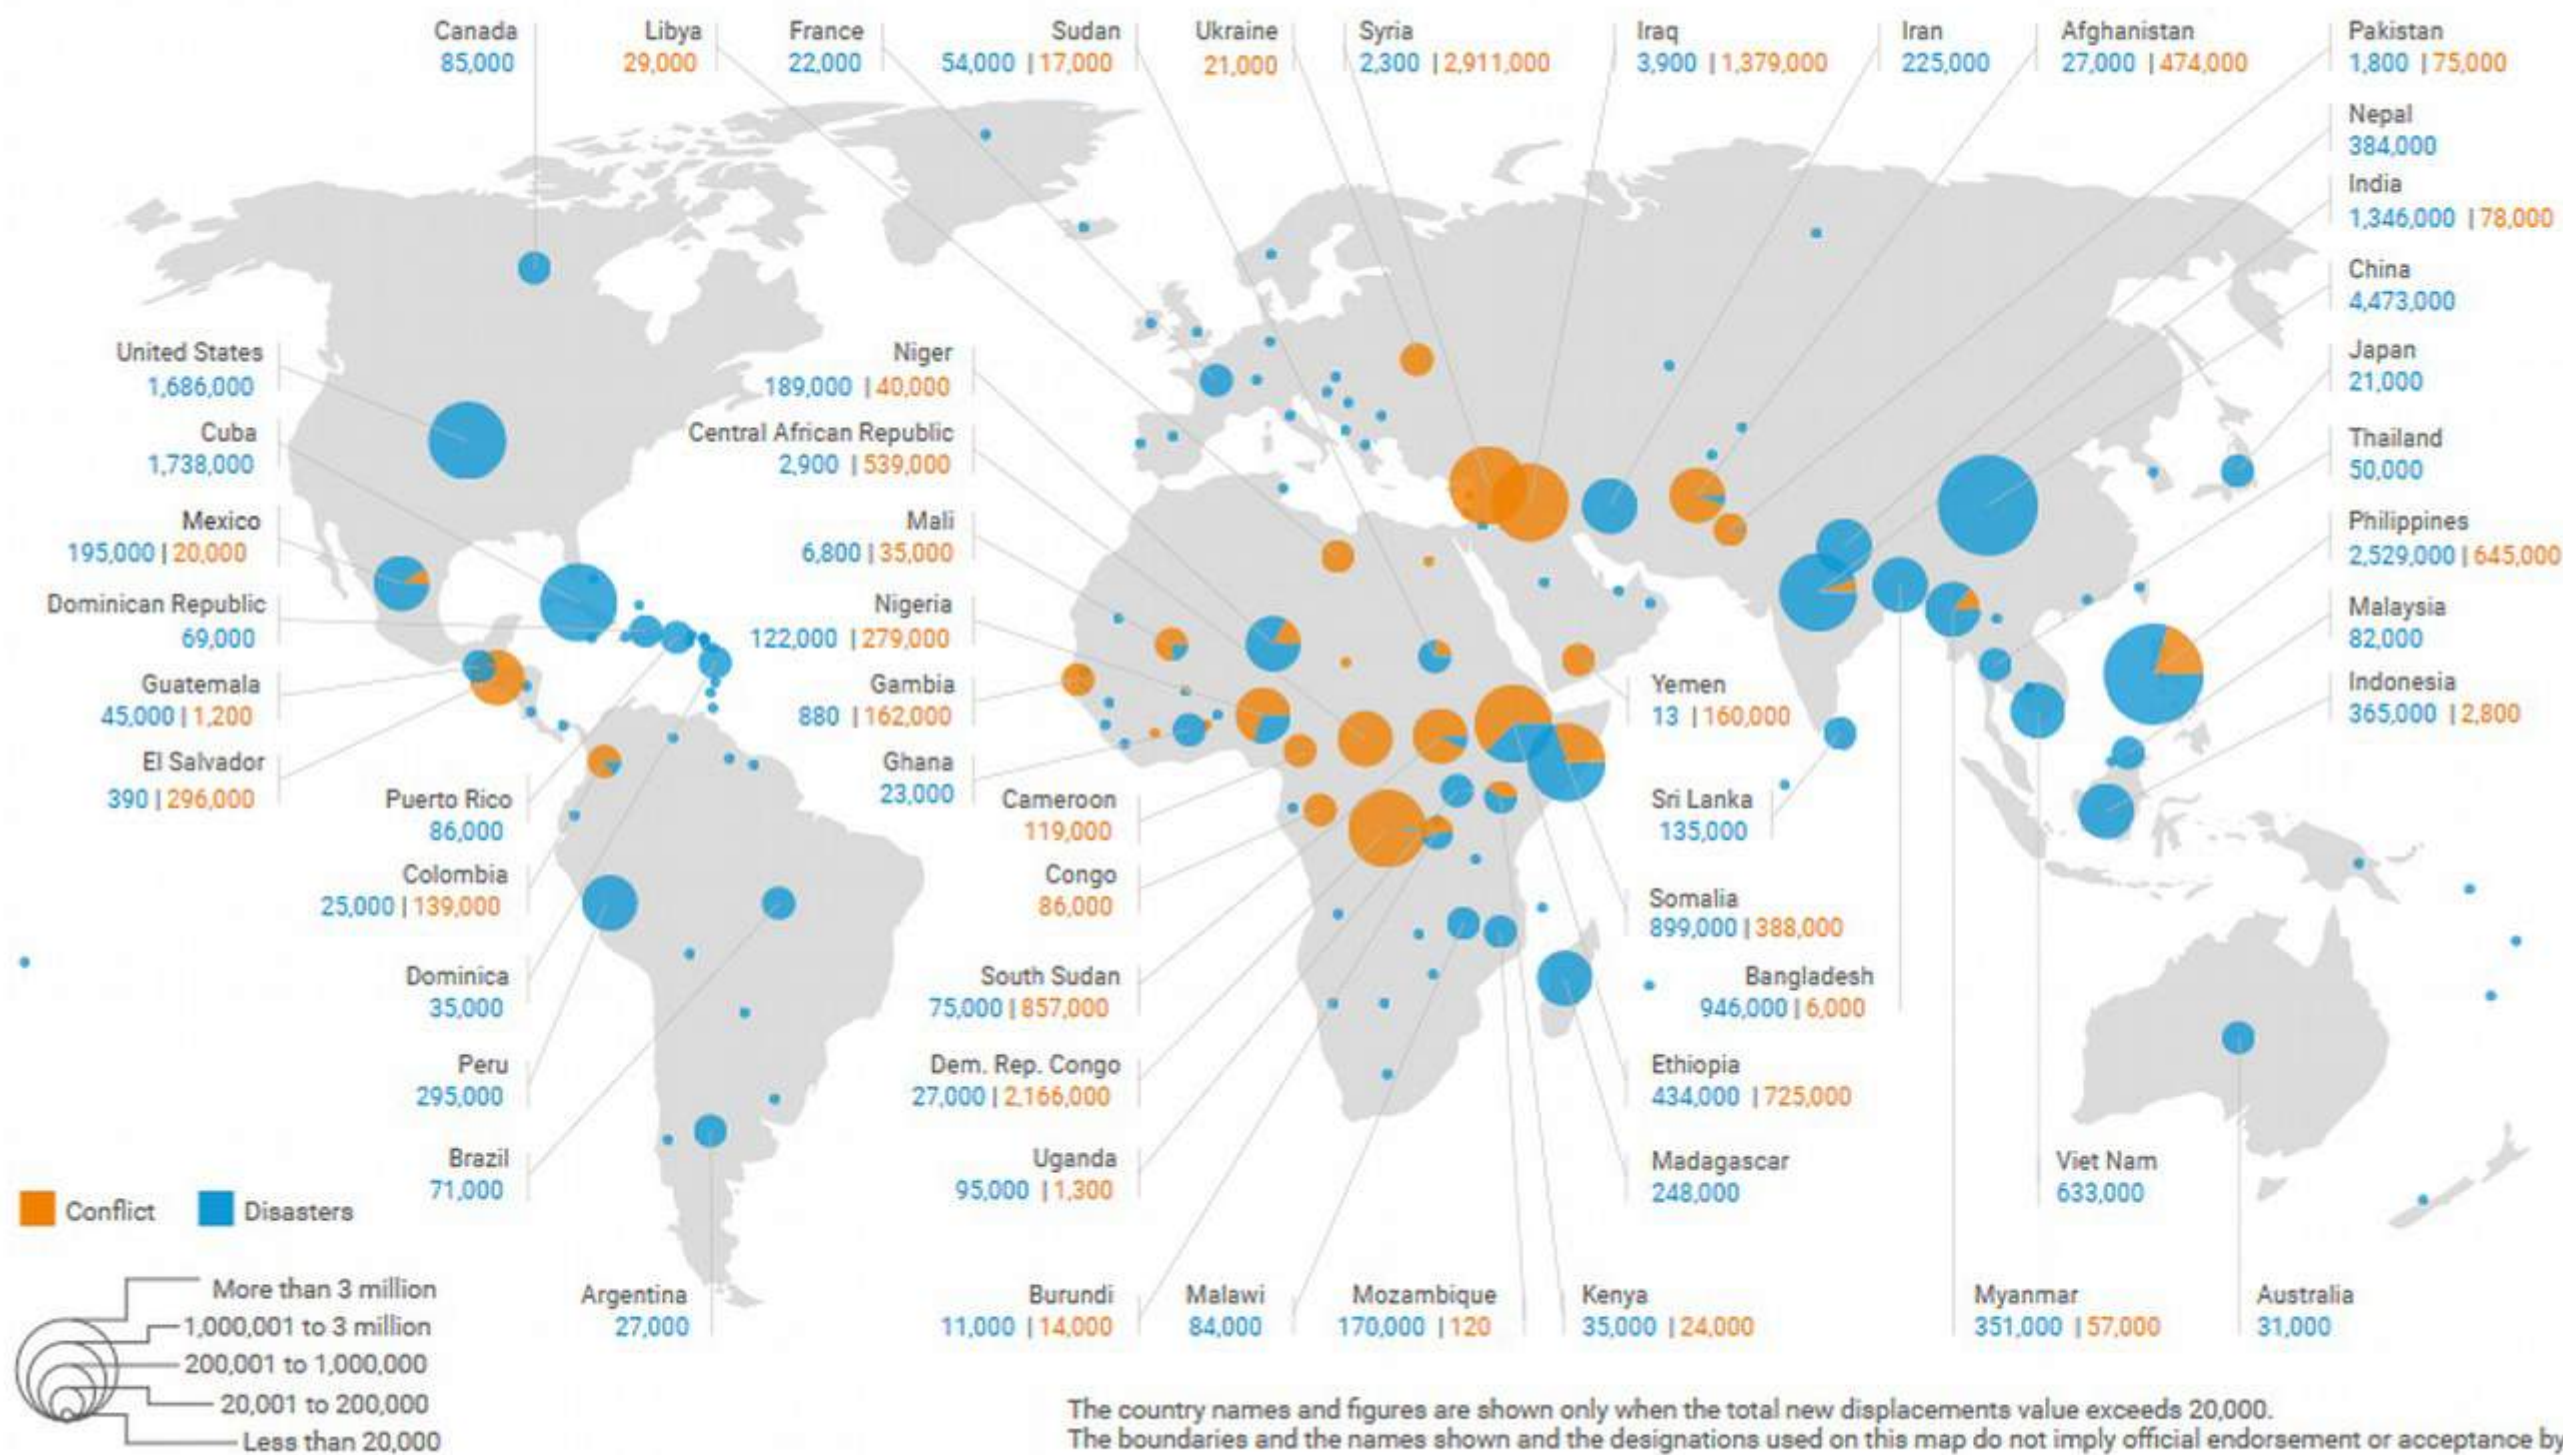 Canada
85,000
Libya
29,000
France
22,000
Sudan
54,000 | 17,000
Ukraine
21,000
Syria
2,300 | 2,911,000
Iraq
3,900 | 1,379,000
Iran
225,000
Afghanistan
27,000 | 474,000
Pakistan
1,800 | 75,000
Nepal
384,000
India
1,346,000 | 78,000
China
4,473,000
Japan
21,000
Thailand
50,000
Philippines
2,529,000 | 645,000
Malaysia
82,000
Indonesia
365,000 | 2,800
United States
1,686,000
Cuba
1,738,000
Mexico
195,000 | 20,000
Dominican Republic
69,000
Guatemala
45,000 | 1,200
El Salvador
390 | 296,000
Puerto Rico
86,000
Colombia
25,000 | 139,000
Dominica
35,000
Peru
295,000
Brazil
71,000
Argentina
27,000
Niger
189,000 | 40,000
Central African Republic
2,900 | 539,000
Mali
6,800 | 35,000
Nigeria
122,000 | 279,000
Gambia
880 | 162,000
Ghana
23,000
Cameroon
119,000
Congo
86,000
South Sudan
75,000 | 857,000
Dem. Rep. Congo
27,000 | 2,166,000
Uganda
95,000 | 1,300
Burundi
11,000 | 14,000
Malawi
84,000
Mozambique
170,000 | 120
Kenya
35,000 | 24,000
Yemen
13 | 160,000
Sri Lanka
135,000
Somalia
899,000 | 388,000
Bangladesh
946,000 | 6,000
Ethiopia
434,000 | 725,000
Madagascar
248,000
Viet Nam
633,000
Myanmar
351,000 | 57,000
Australia
31,000
Conflict
Disasters
More than 3 million
1,000,001 to 3 million
200,001 to 1,000,000
20,001 to 200,000
Less than 20,000
The country names and figures are shown only when the total new displacements value exceeds 20,000.
The boundaries and the names shown and the designations used on this map do not imply official endorsement or acceptance by